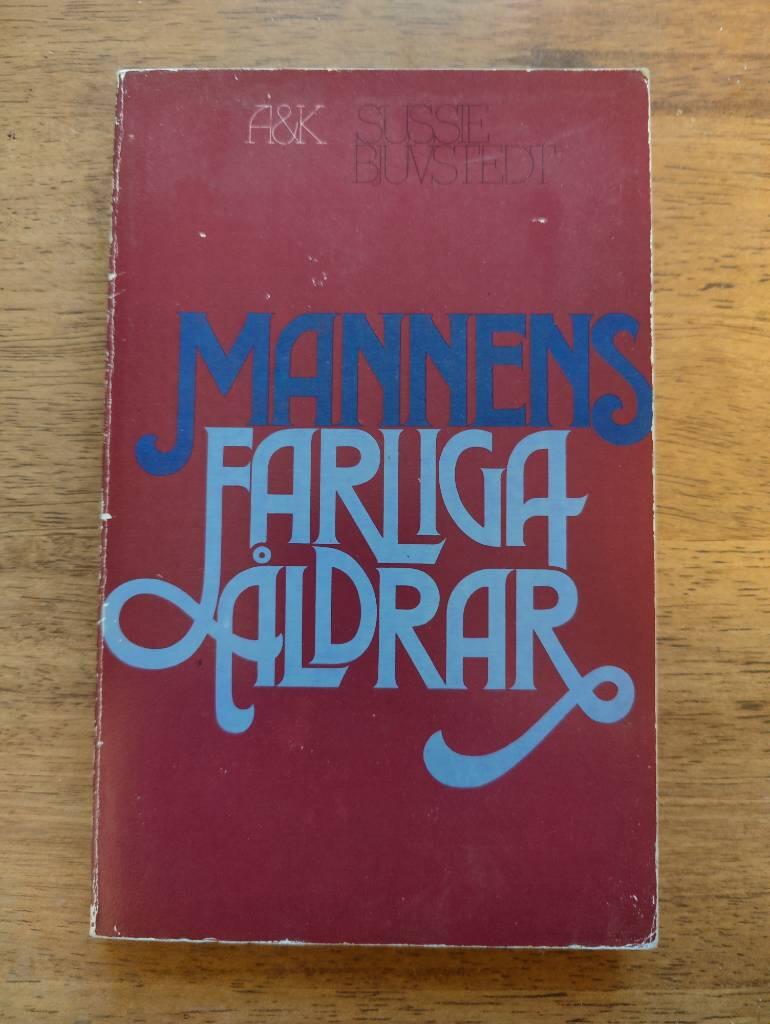 A&K
SUSSIE
BJUVSTEDT
MANNENS
FARLIGA
ÅLDRAR